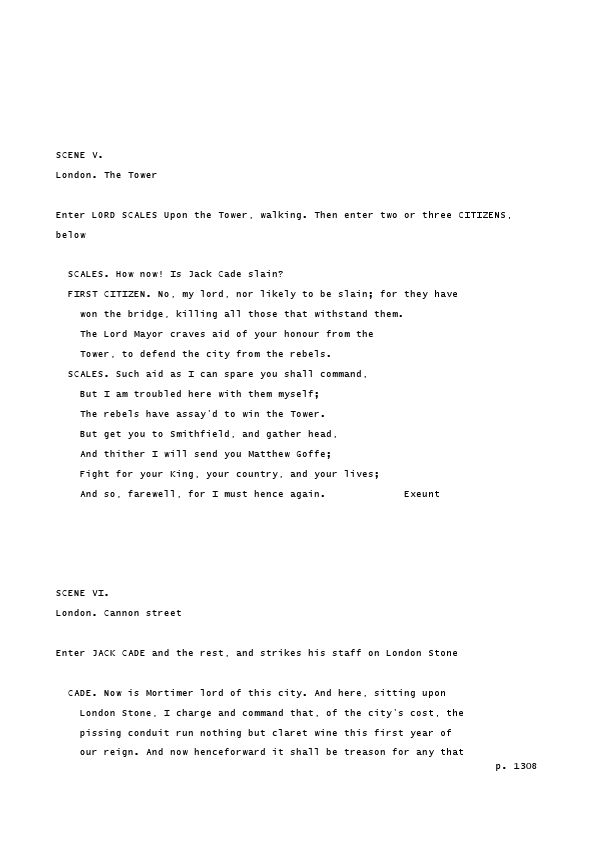 SCENE V.
London. The Tower
Enter LORD SCALES Upon the Tower, walking. Then enter two or three CITIZENS,
below
SCALES. How now! Is Jack Cade slain?
FIRST CITIZEN. No, my lord, nor likely to be slain; for they have
won the bridge, killing all those that withstand them.
The Lord Mayor craves aid of your honour from the
Tower, to defend the city from the rebels.
SCALES. Such aid as I can spare you shall command,
But I am troubled here with them myself;
The rebels have assay'd to win the Tower.
But get you to Smithfield, and gather head,
And thither I will send you Matthew Goffe;
Fight for your King, your country, and your lives;
And so, farewell, for I must hence again. Exeunt
SCENE VI.
London. Cannon street
Enter JACK CADE and the rest, and strikes his staff on London Stone
CADE. Now is Mortimer lord of this city. And here, sitting upon
London Stone, I charge and command that, of the city's cost, the
pissing conduit run nothing but claret wine this first year of
our reign. And now henceforward it shall be treason for any that
p. 1308